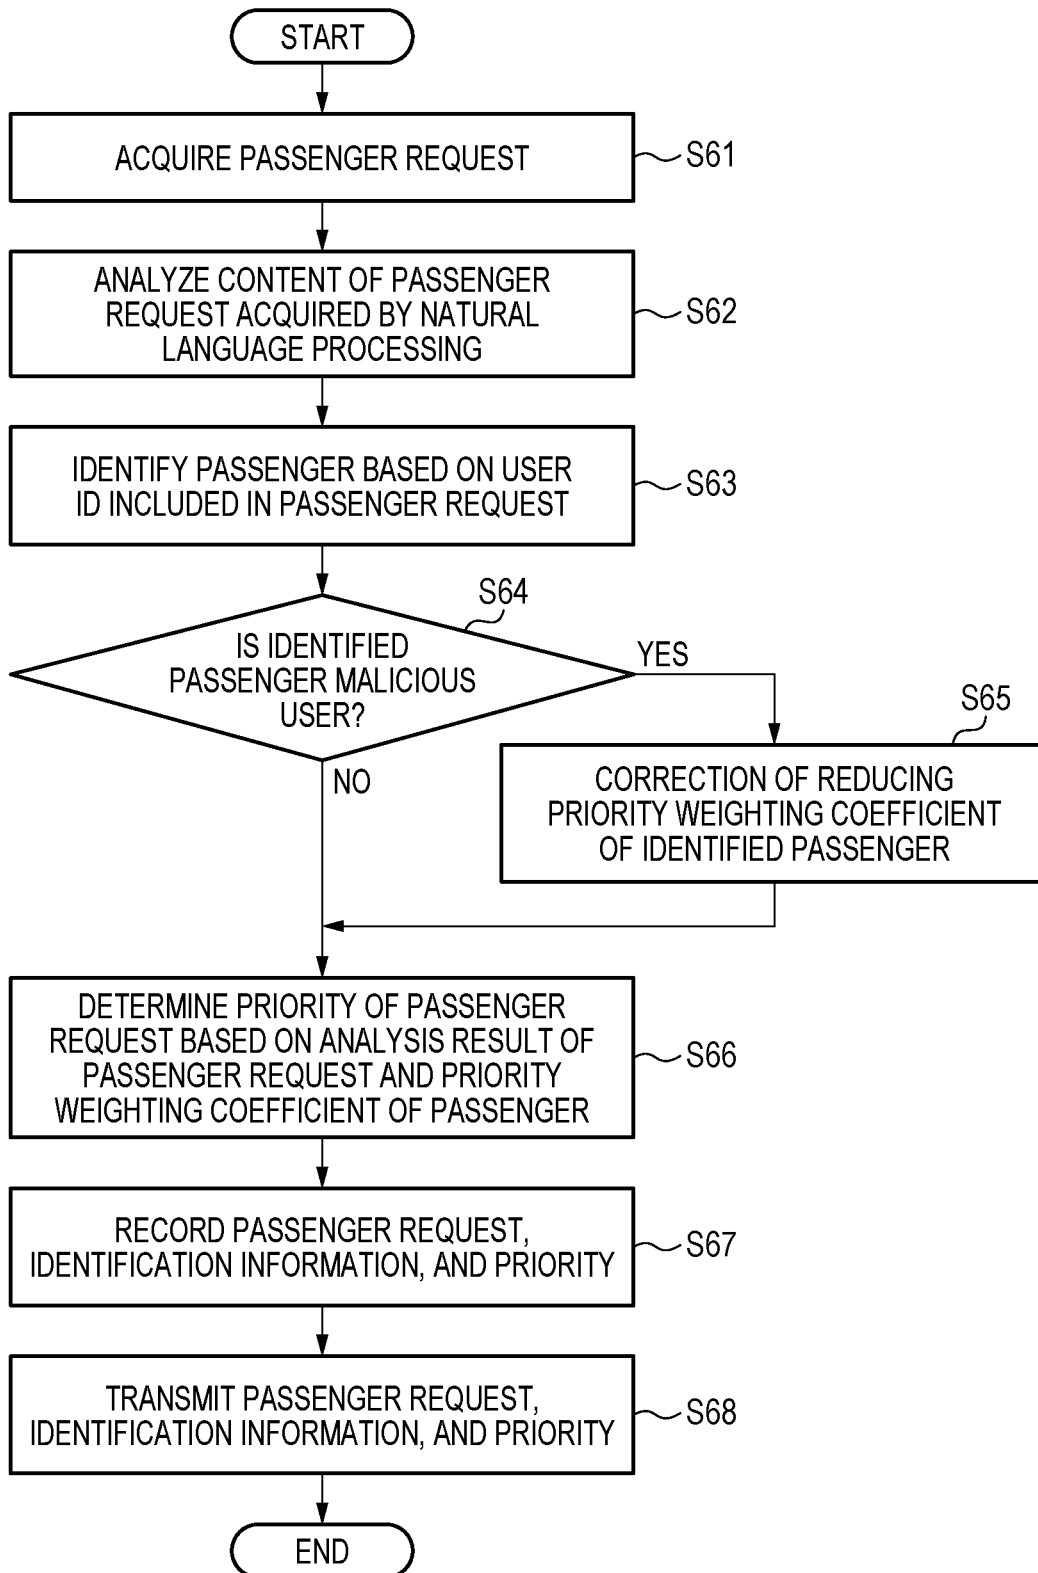 START
ACQUIRE PASSENGER REQUEST
S61
ANALYZE CONTENT OF PASSENGER
REQUEST ACQUIRED BY NATURAL
LANGUAGE PROCESSING
S62
IDENTIFY PASSENGER BASED ON USER
ID INCLUDED IN PASSENGER REQUEST
S63
S64
IS IDENTIFIED
PASSENGER MALICIOUS
USER?
YES
NO
S65
CORRECTION OF REDUCING
PRIORITY WEIGHTING COEFFICIENT
OF IDENTIFIED PASSENGER
DETERMINE PRIORITY OF PASSENGER
REQUEST BASED ON ANALYSIS RESULT OF
PASSENGER REQUEST AND PRIORITY
WEIGHTING COEFFICIENT OF PASSENGER
S66
RECORD PASSENGER REQUEST,
IDENTIFICATION INFORMATION, AND PRIORITY
S67
TRANSMIT PASSENGER REQUEST,
IDENTIFICATION INFORMATION, AND PRIORITY
S68
END